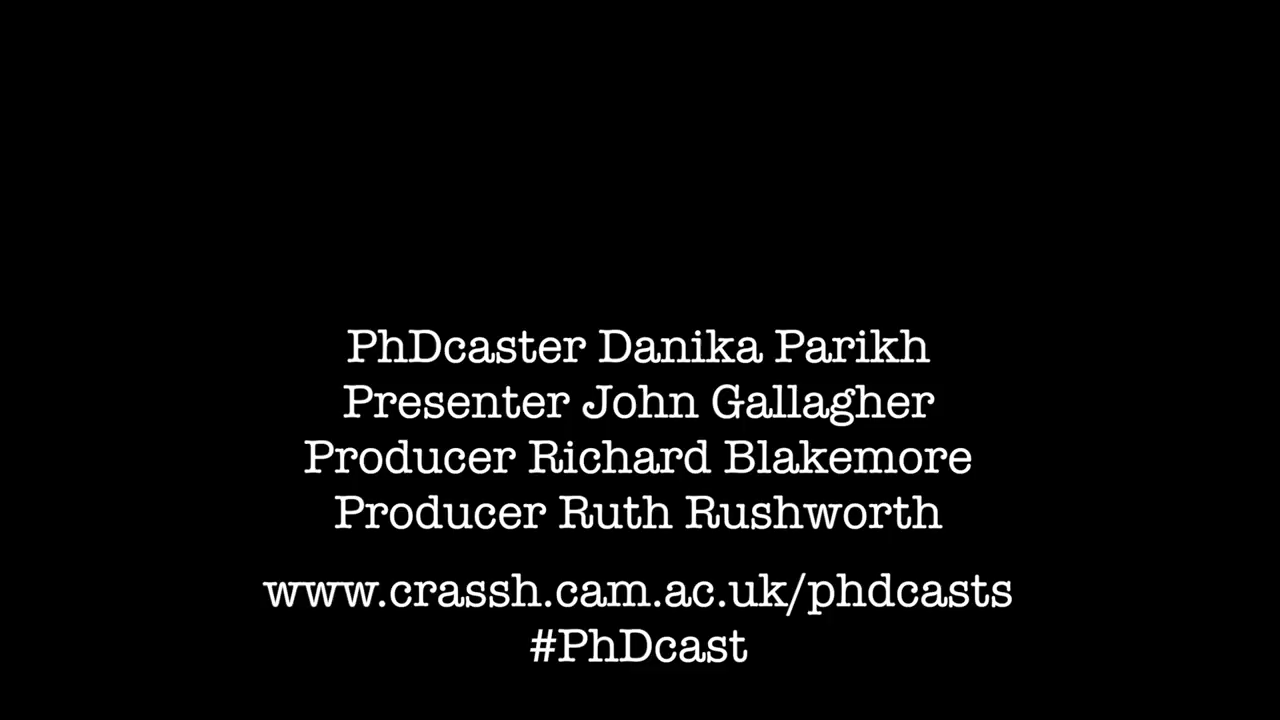 PhDcaster Danika Parikh
Presenter John Gallagher
Producer Richard Blakemore
Producer Ruth Rushworth
www.crassh.cam.ac.uk/phdcasts
#PhDcast